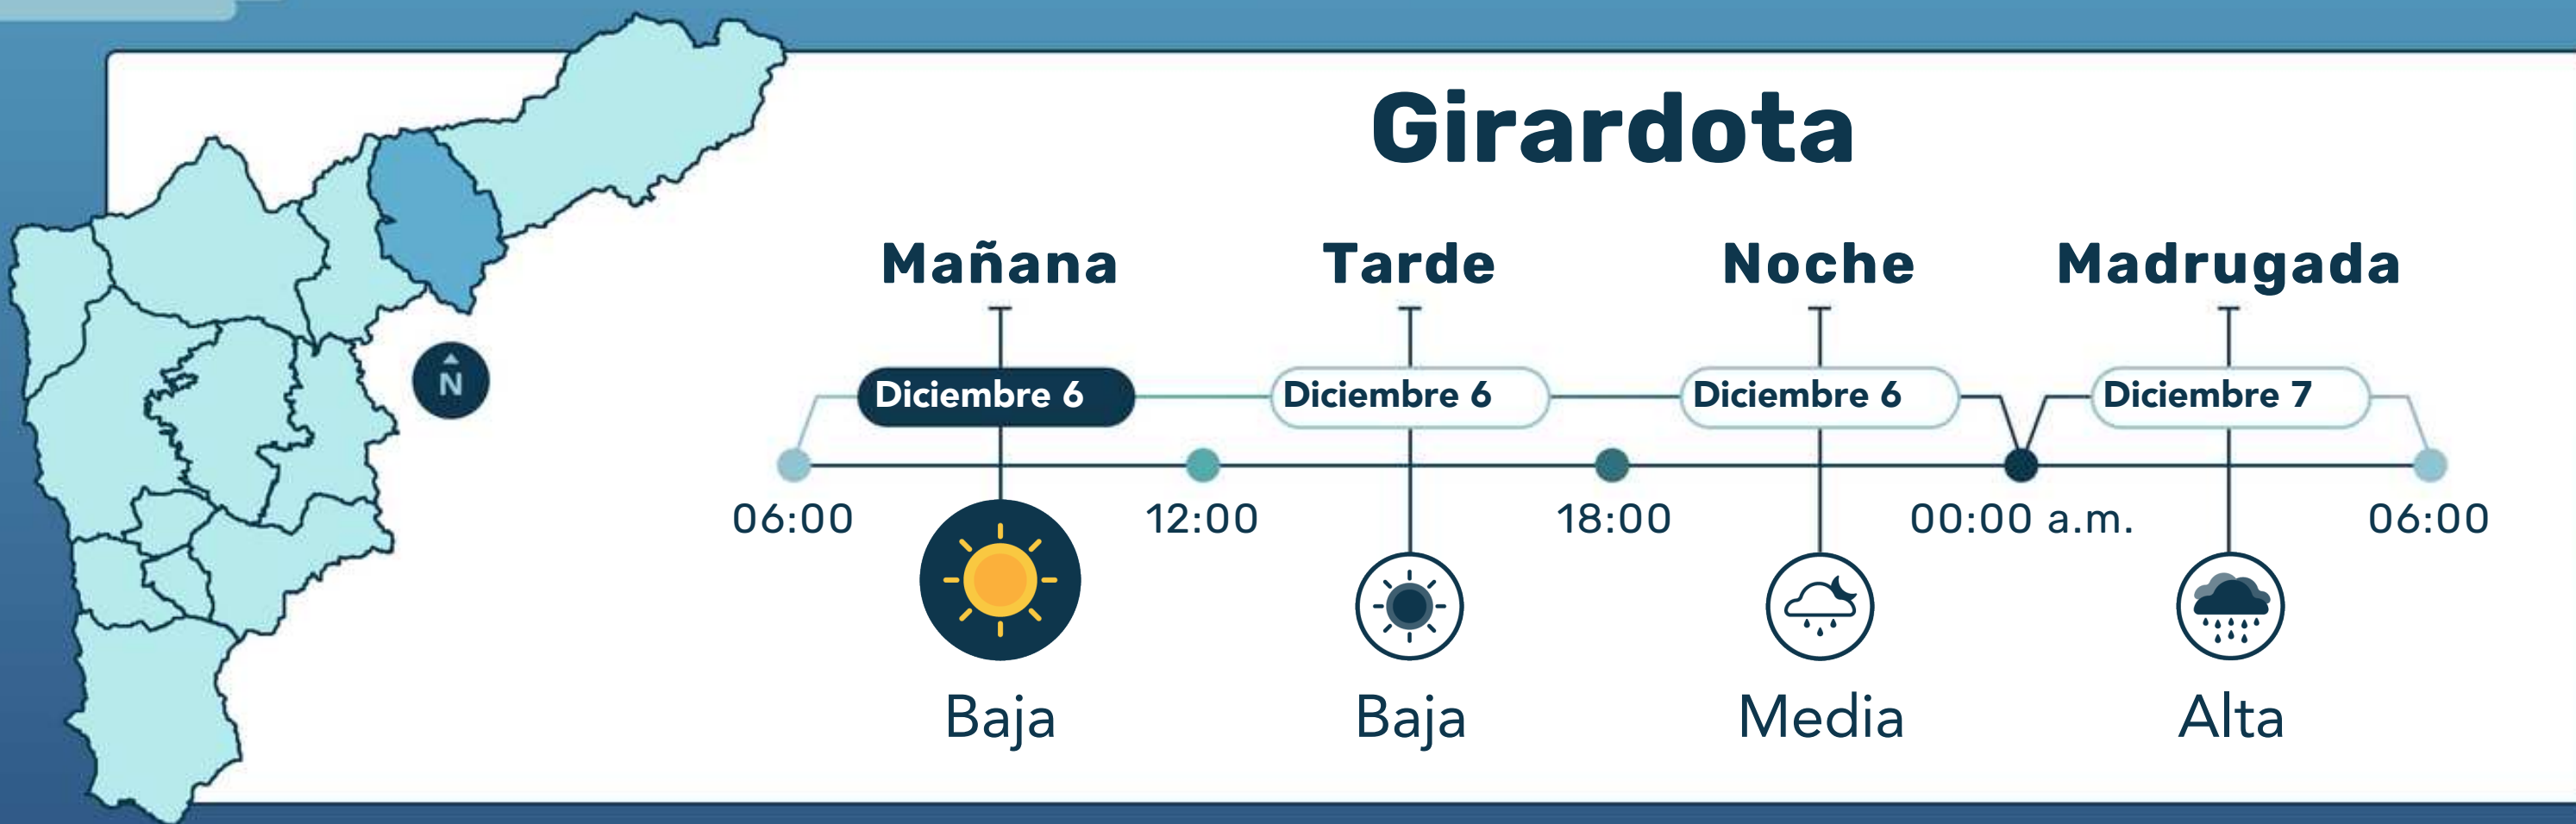 Girardota
Mañana Tarde Noche Madrugada
Diciembre 6 Diciembre 6 Diciembre 6 Diciembre 7
N
06:00 12:00 18:00 00:00 a.m. 06:00
Baja Baja Media Alta